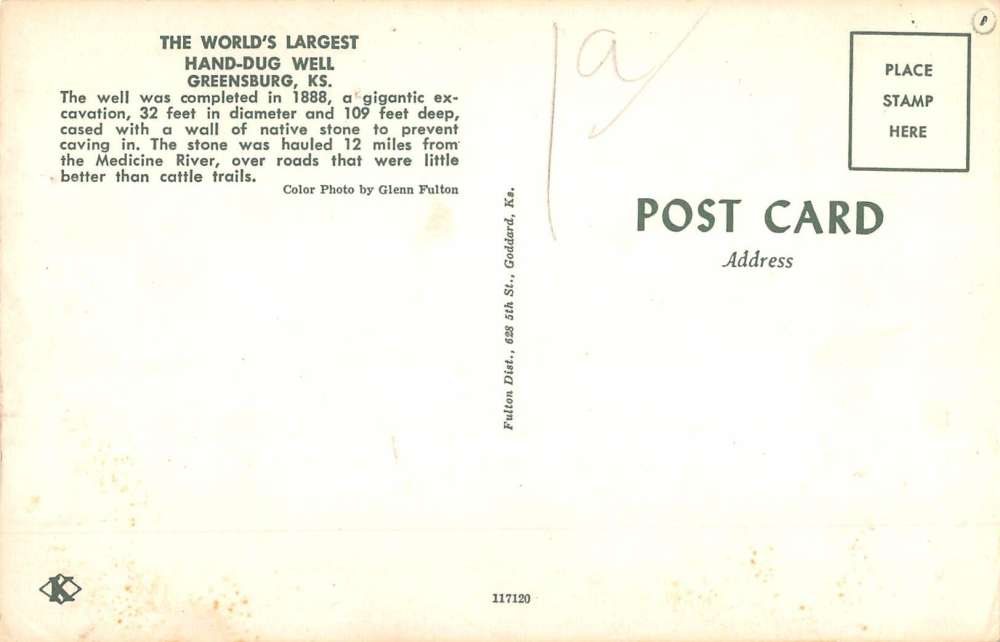 THE WORLD'S LARGEST
HAND-DUG WELL
GREENSBURG, KS.
The well was completed in 1888, a gigantic ex-
cavation, 32 feet in diameter and 109 feet deep,
cased with a wall of native stone to prevent
caving in. The stone was hauled 12 miles from
the Medicine River, over roads that were little
better than cattle trails.
Color Photo by Glenn Fulton
Fulton Dist., 628 5th St., Goddard, Ks.
PLACE
STAMP
HERE
POST CARD
Address
K
117120